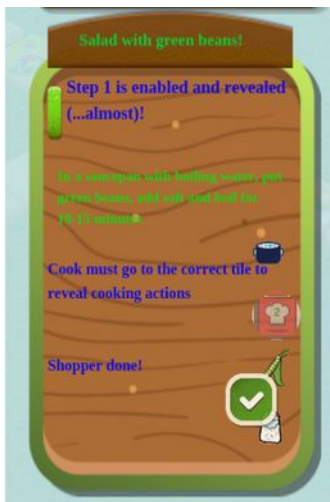 Salad with green beans!
Step 1 is enabled and revealed
(...almost)!
In a saucepan with boiling water, put
green beans, add salt and boil for
10-15 minutes
Cook must go to the correct tile to
reveal cooking actions
2
Shopper done!